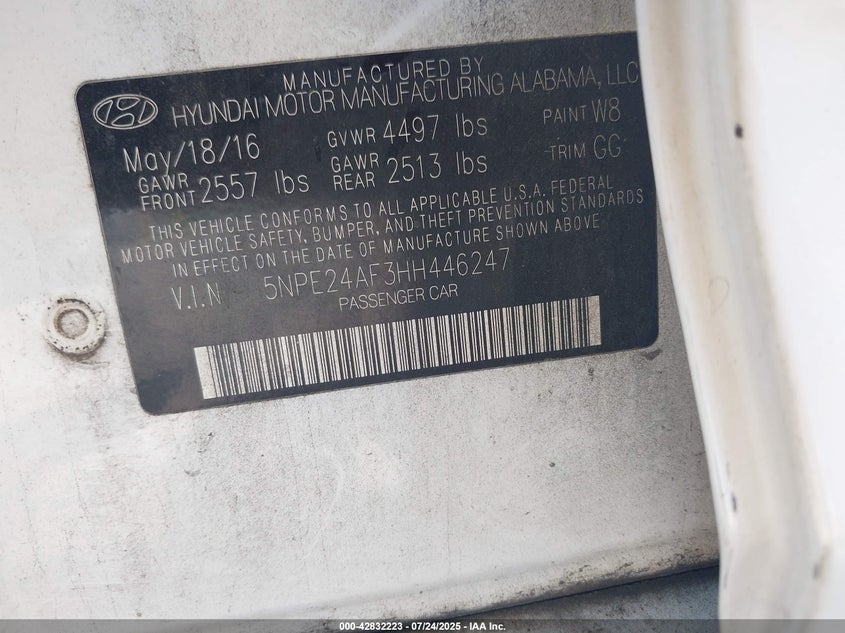 MANUFACTURED BY
HYUNDAI MOTOR MANUFACTURING ALABAMA, LLC
May/18/16 GVWR 4497 lbs PAINT W8
GAWR FRONT 2557 lbs GAWR REAR 2513 lbs TRIM GG
THIS VEHICLE CONFORMS TO ALL APPLICABLE U.S.A. FEDERAL
MOTOR VEHICLE SAFETY, BUMPER, AND THEFT PREVENTION STANDARDS
IN EFFECT ON THE DATE OF MANUFACTURE SHOWN ABOVE
V.I.N 5NPE24AF3HH446247
PASSENGER CAR
000-42832223 - 07/24/2025 - IAA Inc.